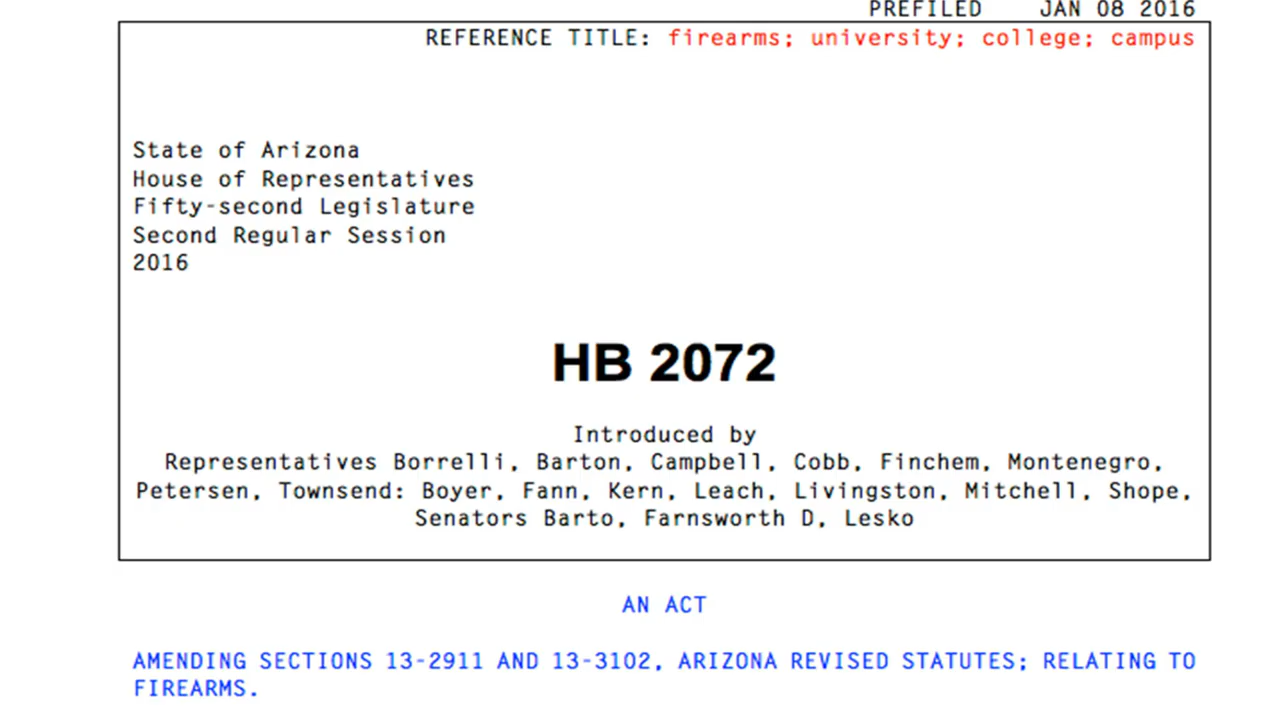 PREFILED JAN 08 2016
REFERENCE TITLE: firearms; university; college; campus
State of Arizona
House of Representatives
Fifty-second Legislature
Second Regular Session
2016
HB 2072
Introduced by
Representatives Borrelli, Barton, Campbell, Cobb, Finchem, Montenegro,
Petersen, Townsend: Boyer, Fann, Kern, Leach, Livingston, Mitchell, Shope,
Senators Barto, Farnsworth D, Lesko
AN ACT
AMENDING SECTIONS 13-2911 AND 13-3102, ARIZONA REVISED STATUTES; RELATING TO
FIREARMS.